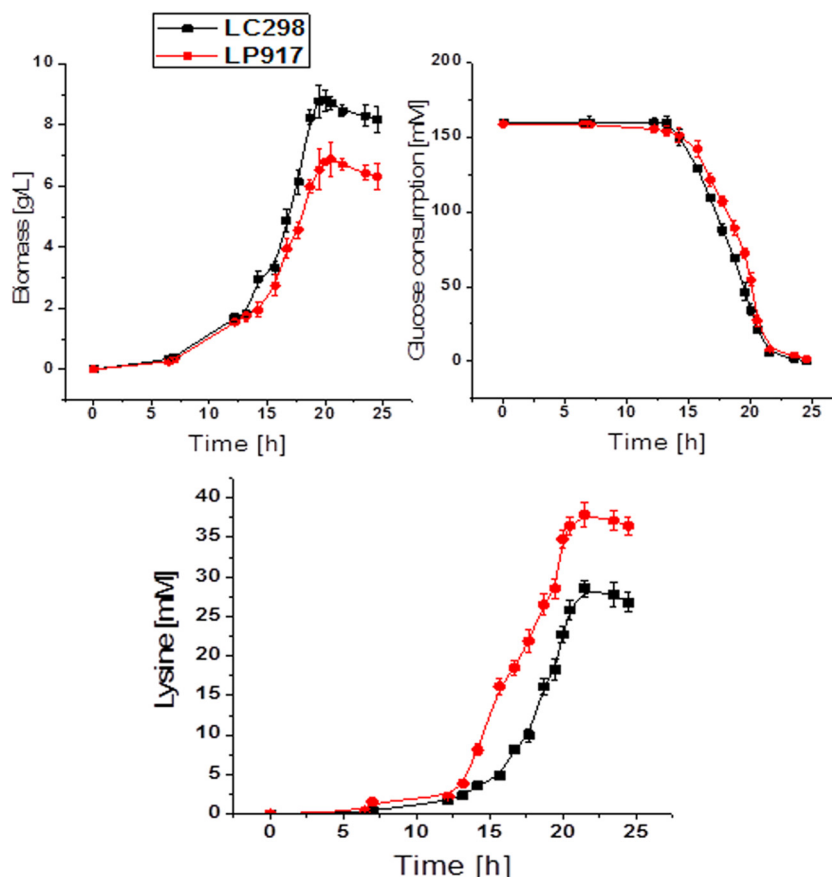 LC298
LP917
Biomass [g/L]
10
8
6
4
2
0
0 5 10 15 20 25
Time [h]
Glucose consumption [mM]
200
150
100
50
0
0 5 10 15 20 25
Time [h]
Lysine [mM]
40
35
30
25
20
15
10
5
0
0 5 10 15 20 25
Time [h]